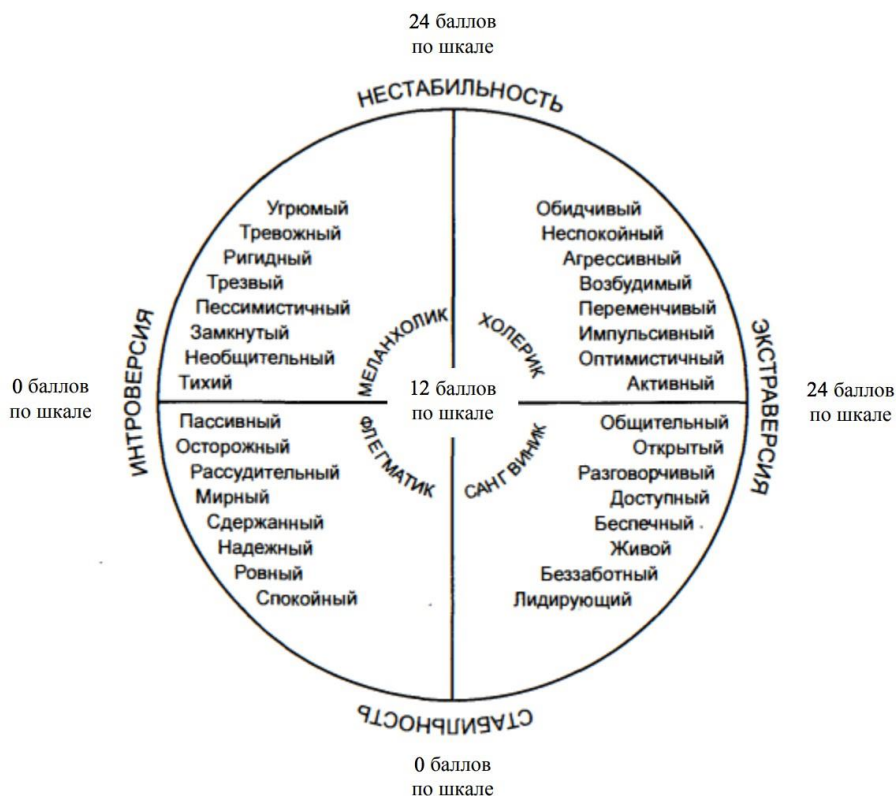 24 баллов
по шкале
НЕСТАБИЛЬНОСТЬ
Угрюмый
Тревожный
Ригидный
Трезвый
Пессимистичный
Замкнутый
Необщительный
Тихий
МЕЛАНХОЛИК
Обидчивый
Неспокойный
Агрессивный
Возбудимый
Переменчивый
Импульсивный
Оптимистичный
Активный
ХОЛЕРИК
ИНТРОВЕРСИЯ
0 баллов
по шкале
12 баллов
по шкале
ЭКСТРАВЕРСИЯ
24 баллов
по шкале
Пассивный
Осторожный
Рассудительный
Мирный
Сдержанный
Надежный
Ровный
Спокойный
ФЛЕГМАТИК
Общительный
Открытый
Разговорчивый
Доступный
Беспечный
Живой
Беззаботный
Лидирующий
САНГВИНИК
СТАБИЛЬНОСТЬ
0 баллов
по шкале